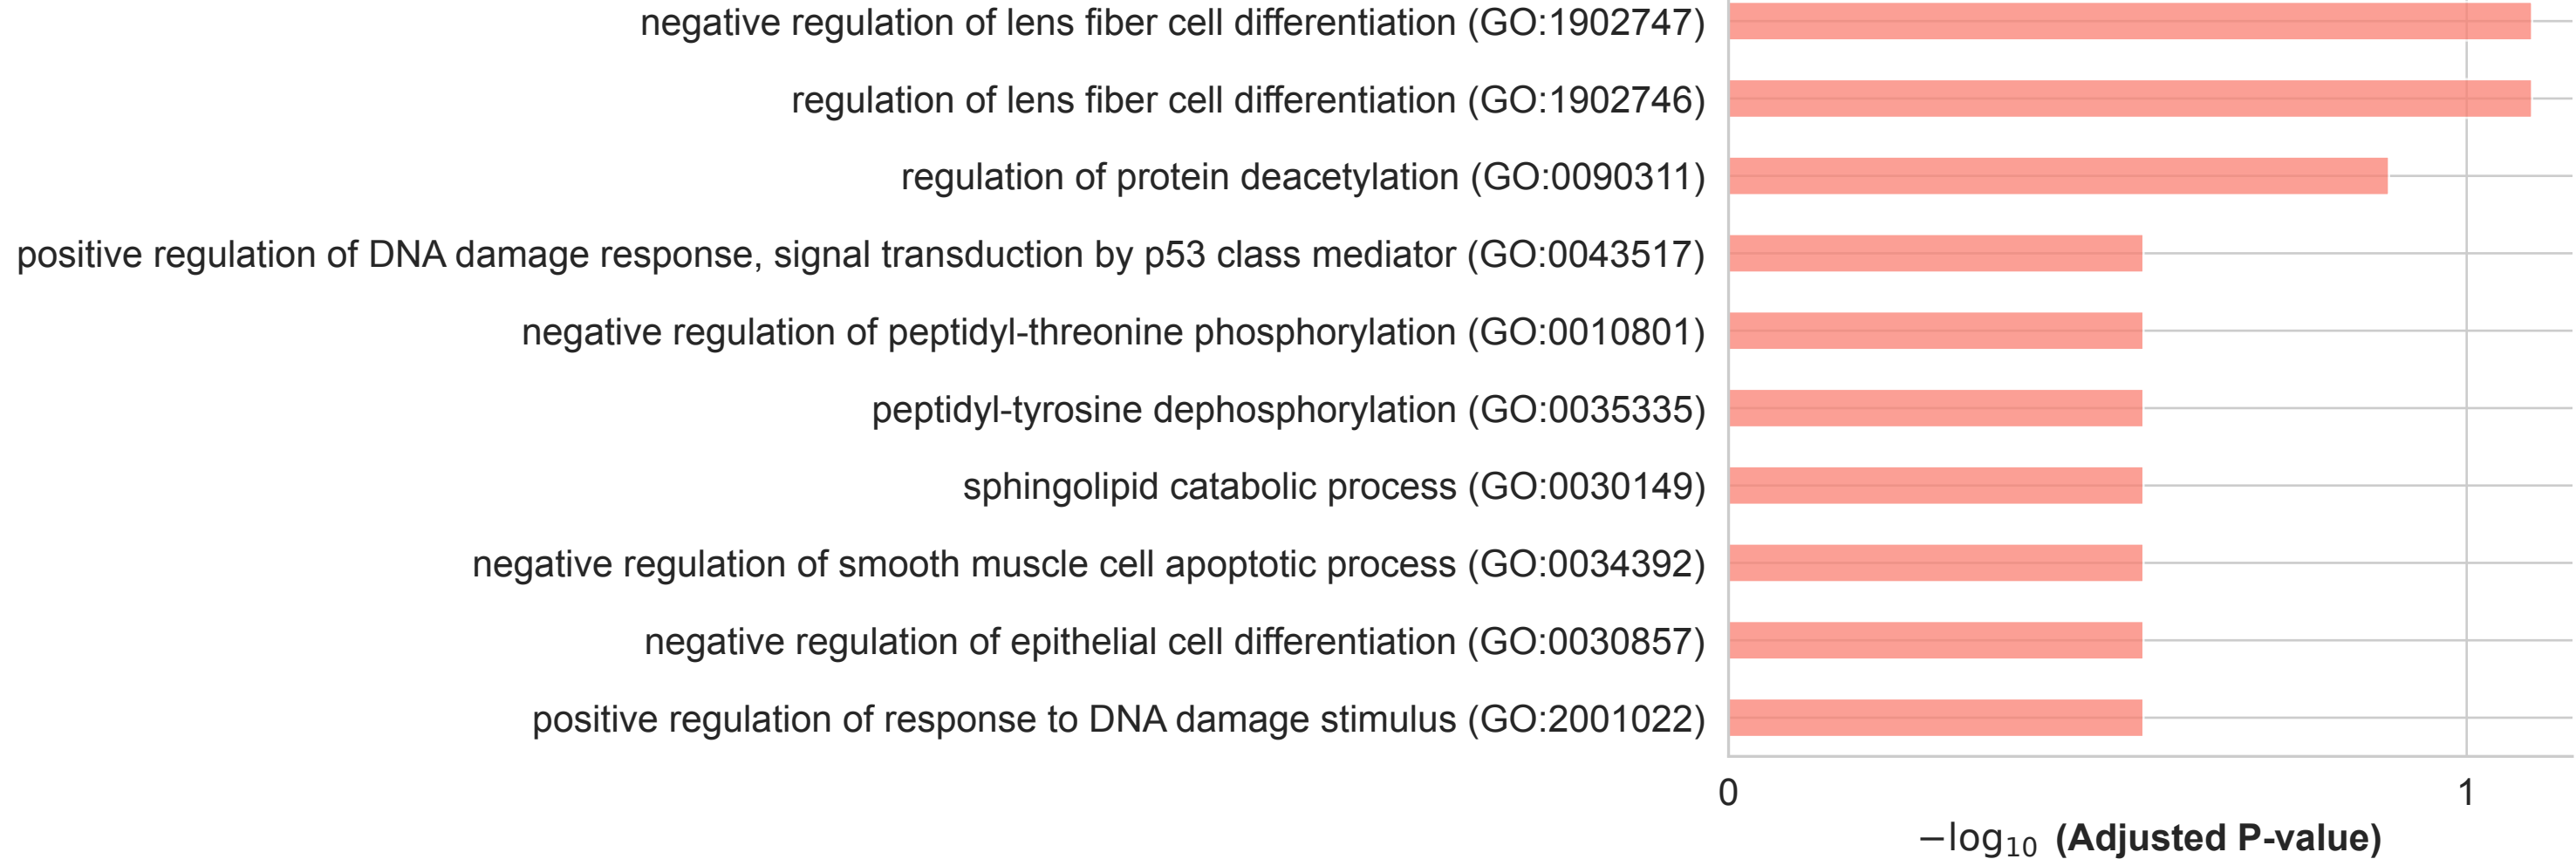 negative regulation of lens fiber cell differentiation (GO:1902747)
regulation of lens fiber cell differentiation (GO:1902746)
regulation of protein deacetylation (GO:0090311)
positive regulation of DNA damage response, signal transduction by p53 class mediator (GO:0043517)
negative regulation of peptidyl-threonine phosphorylation (GO:0010801)
peptidyl-tyrosine dephosphorylation (GO:0035335)
sphingolipid catabolic process (GO:0030149)
negative regulation of smooth muscle cell apoptotic process (GO:0034392)
negative regulation of epithelial cell differentiation (GO:0030857)
positive regulation of response to DNA damage stimulus (GO:2001022)
0 1
−log₁₀ (Adjusted P-value)